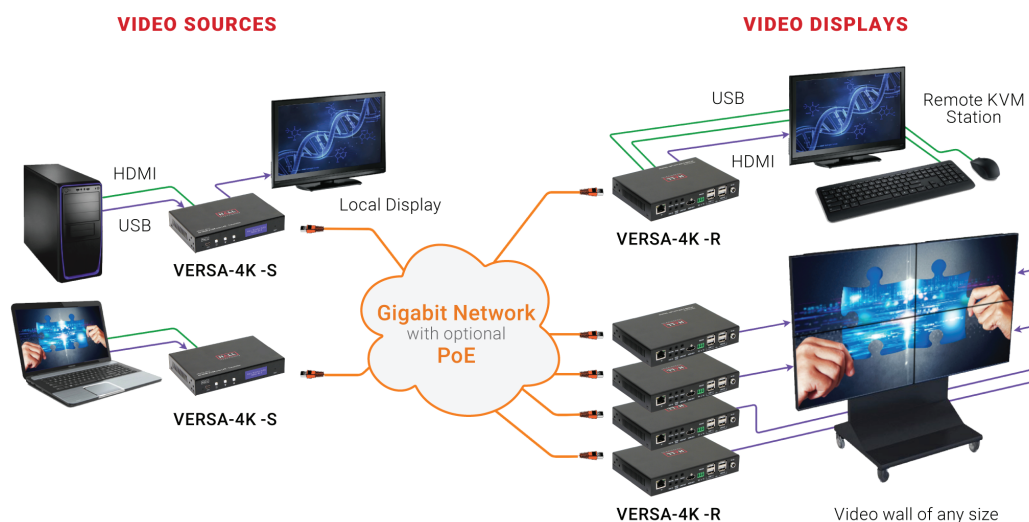 VIDEO SOURCES
VIDEO DISPLAYS
HDMI
USB
VERSA-4K -S
Local Display
VERSA-4K -S
Gigabit Network
with optional
PoE
USB
HDMI
Remote KVM
Station
VERSA-4K -R
VERSA-4K -R
Video wall of any size